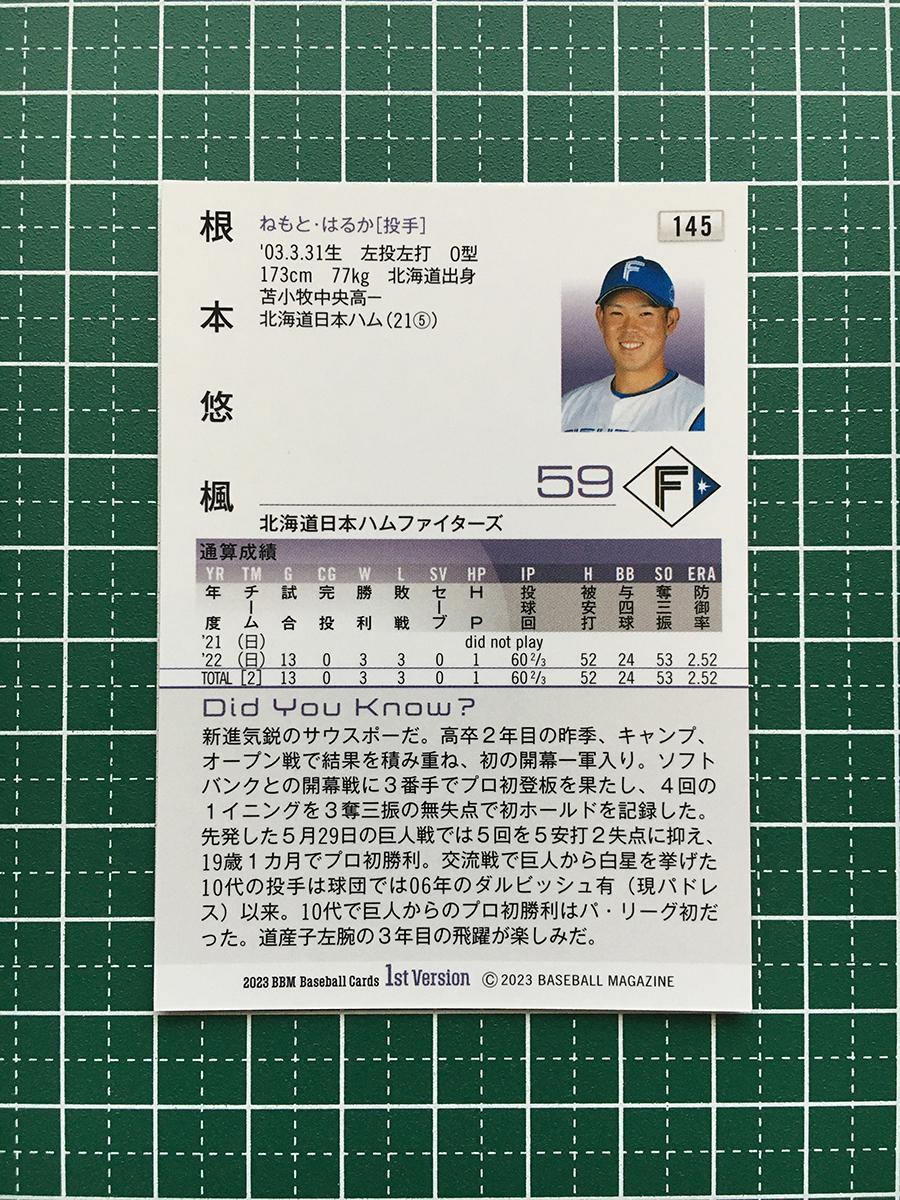 根本悠楓
ねもと・はるか[投手]
145
'03.3.31生 左投左打 O型
173cm 77kg 北海道出身
苫小牧中央高ー
北海道日本ハム(21⑤)
59
F
北海道日本ハムファイターズ
通算成績
YR TM G CG W L SV HP IP H BB SO ERA
年度 チーム 試合 完投 勝利 敗戦 セーブ HP 投球回 被安打 与四球 奪三振 防御率
'21 (日) did not play
'22 (日) 13 0 3 3 0 1 60 2/3 52 24 53 2.52
TOTAL [2] 13 0 3 3 0 1 60 2/3 52 24 53 2.52
Did You Know?
新進気鋭のサウスポーだ。高卒2年目の昨季、キャンプ、
オープン戦で結果を積み重ね、初の開幕一軍入り。ソフト
バンクとの開幕戦に3番手でプロ初登板を果たし、4回の
1イニングを3奪三振の無失点で初ホールドを記録した。
先発した5月29日の巨人戦では5回を5安打2失点に抑え、
19歳1カ月でプロ初勝利。交流戦で巨人から白星を挙げた
10代の投手は球団では06年のダルビッシュ有(現パドレ
ス)以来。10代で巨人からのプロ初勝利はパ・リーグ初だ
った。道産子左腕の3年目の飛躍が楽しみだ。
2023 BBM Baseball Cards 1st Version ©2023 BASEBALL MAGAZINE